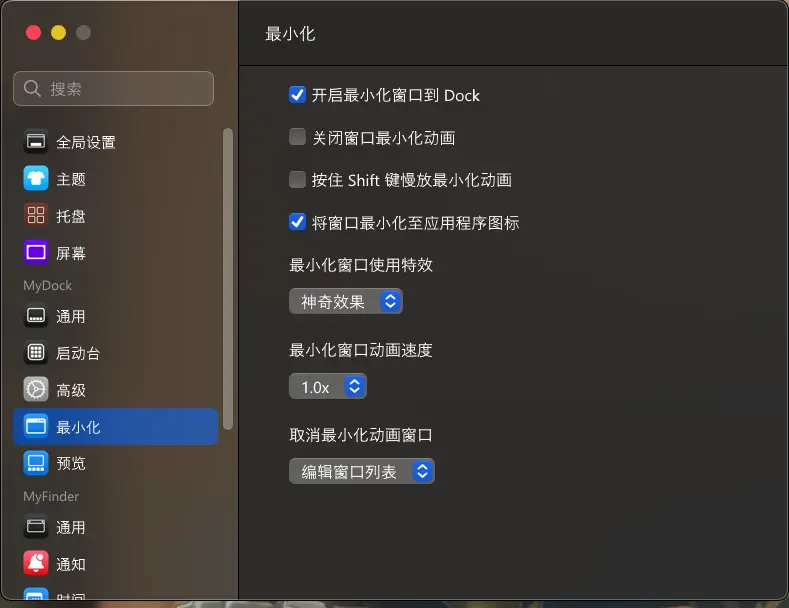 最小化
搜索
全局设置
主题
托盘
屏幕
MyDock
通用
启动台
高级
最小化
预览
MyFinder
通用
通知
时间
开启最小化窗口到 Dock
关闭窗口最小化动画
按住 Shift 键慢放最小化动画
将窗口最小化至应用程序图标
最小化窗口使用特效
神奇效果
最小化窗口动画速度
1.0x
取消最小化动画窗口
编辑窗口列表